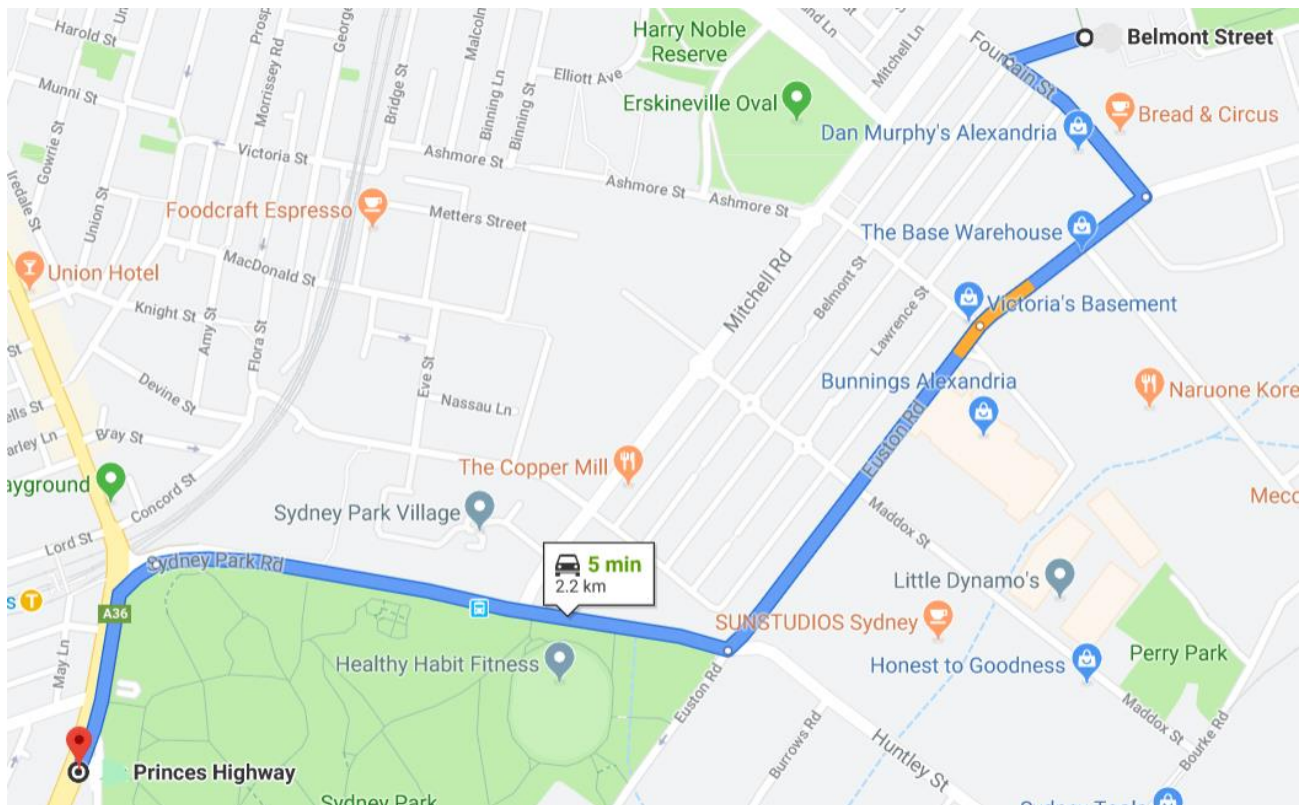 Harold St
Munni St
Gowrie St
Union St
Morrissey Rd
Bridge St
Binning Ln
Binning St
Elliott Ave
Harry Noble
Reserve
Erskineville Oval
Mitchell Ln
Fountain St
Belmont Street
Bread & Circus
Dan Murphy's Alexandria
Victoria St
Ashmore St
Ashmore St
Ashmore St
Foodcraft Espresso
Metters Street
The Base Warehouse
MacDonald St
Union Hotel
Knight St
Amy St
Flora St
Mitchell Rd
Belmont St
Lawrence St
Victoria's Basement
Devine St
Eve St
Nassau Ln
Bunnings Alexandria
Naruone Kore
Bray St
Euston Rd
The Copper Mill
ayground
Concord St
Sydney Park Village
Maddox St
Lord St
Sydney Park Rd
5 min
2.2 km
Little Dynamo's
T
A36
SUNSTUDIOS Sydney
May Ln
Healthy Habit Fitness
Euston Rd
Honest to Goodness
Perry Park
Maddox St
Bourke Rd
Burrows Rd
Huntley St
Princes Highway
Sydney Park